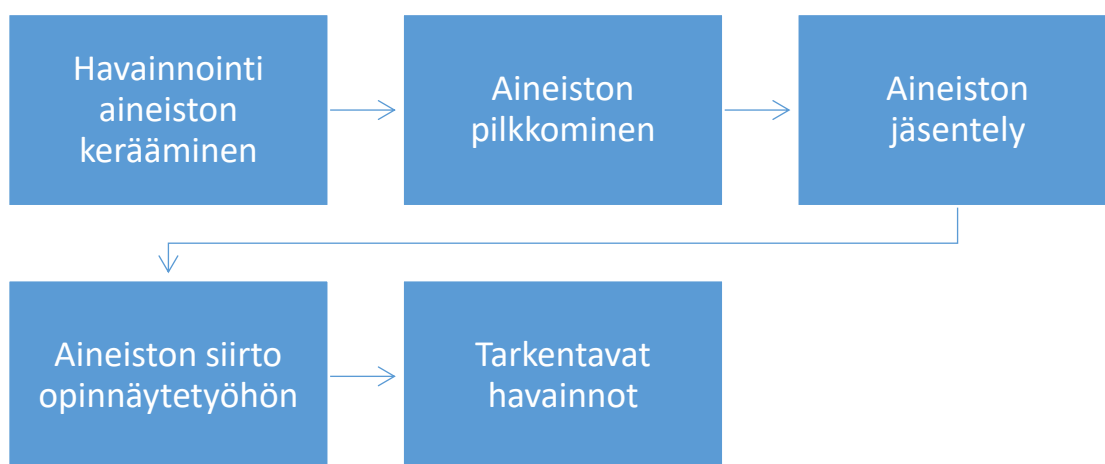 Havainnointi
aineiston
kerääminen
Aineiston
pilkkominen
Aineiston
jäsentely
Aineiston siirto
opinnäytetyöhön
Tarkentavat
havainnot